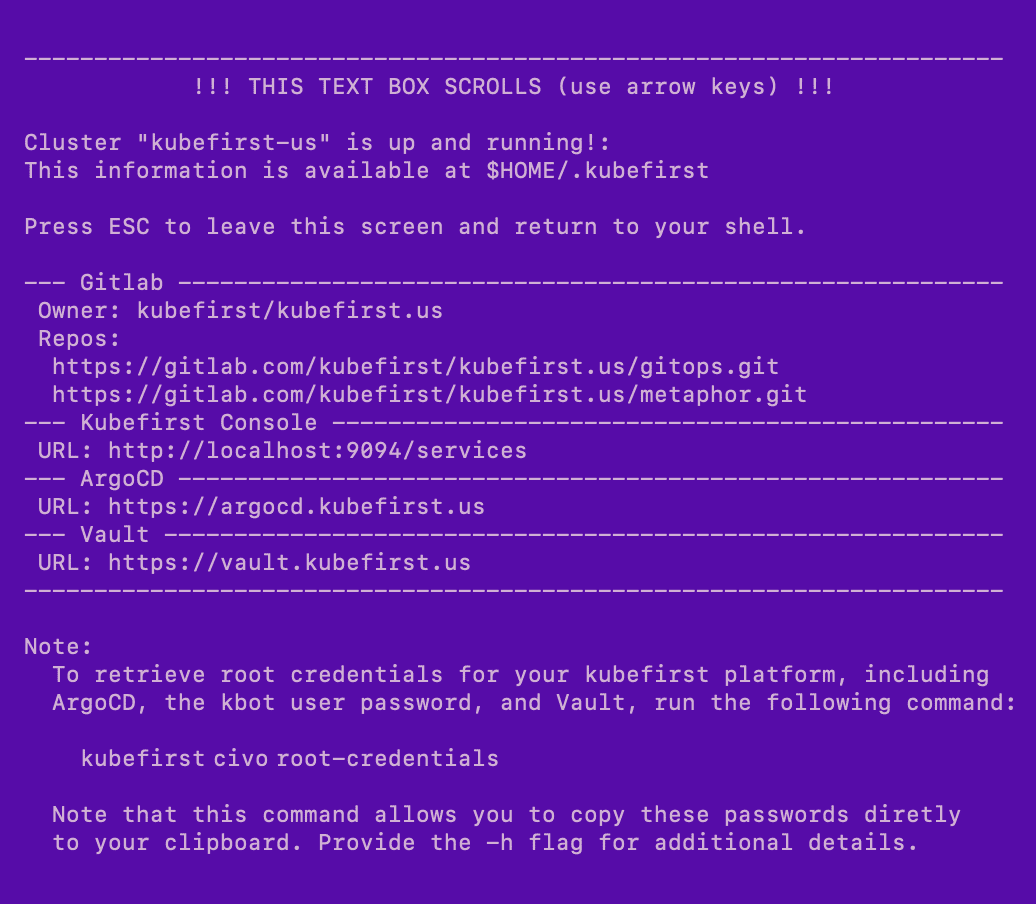 ----------------------------------------------------------------------
!!! THIS TEXT BOX SCROLLS (use arrow keys) !!!
Cluster "kubefirst-us" is up and running!:
This information is available at $HOME/.kubefirst
Press ESC to leave this screen and return to your shell.
--- Gitlab -----------------------------------------------------------
Owner: kubefirst/kubefirst.us
Repos:
https://gitlab.com/kubefirst/kubefirst.us/gitops.git
https://gitlab.com/kubefirst/kubefirst.us/metaphor.git
--- Kubefirst Console ------------------------------------------------
URL: http://localhost:9094/services
--- ArgoCD -----------------------------------------------------------
URL: https://argocd.kubefirst.us
--- Vault ------------------------------------------------------------
URL: https://vault.kubefirst.us
----------------------------------------------------------------------
Note:
To retrieve root credentials for your kubefirst platform, including
ArgoCD, the kbot user password, and Vault, run the following command:
kubefirst civo root-credentials
Note that this command allows you to copy these passwords diretly
to your clipboard. Provide the -h flag for additional details.